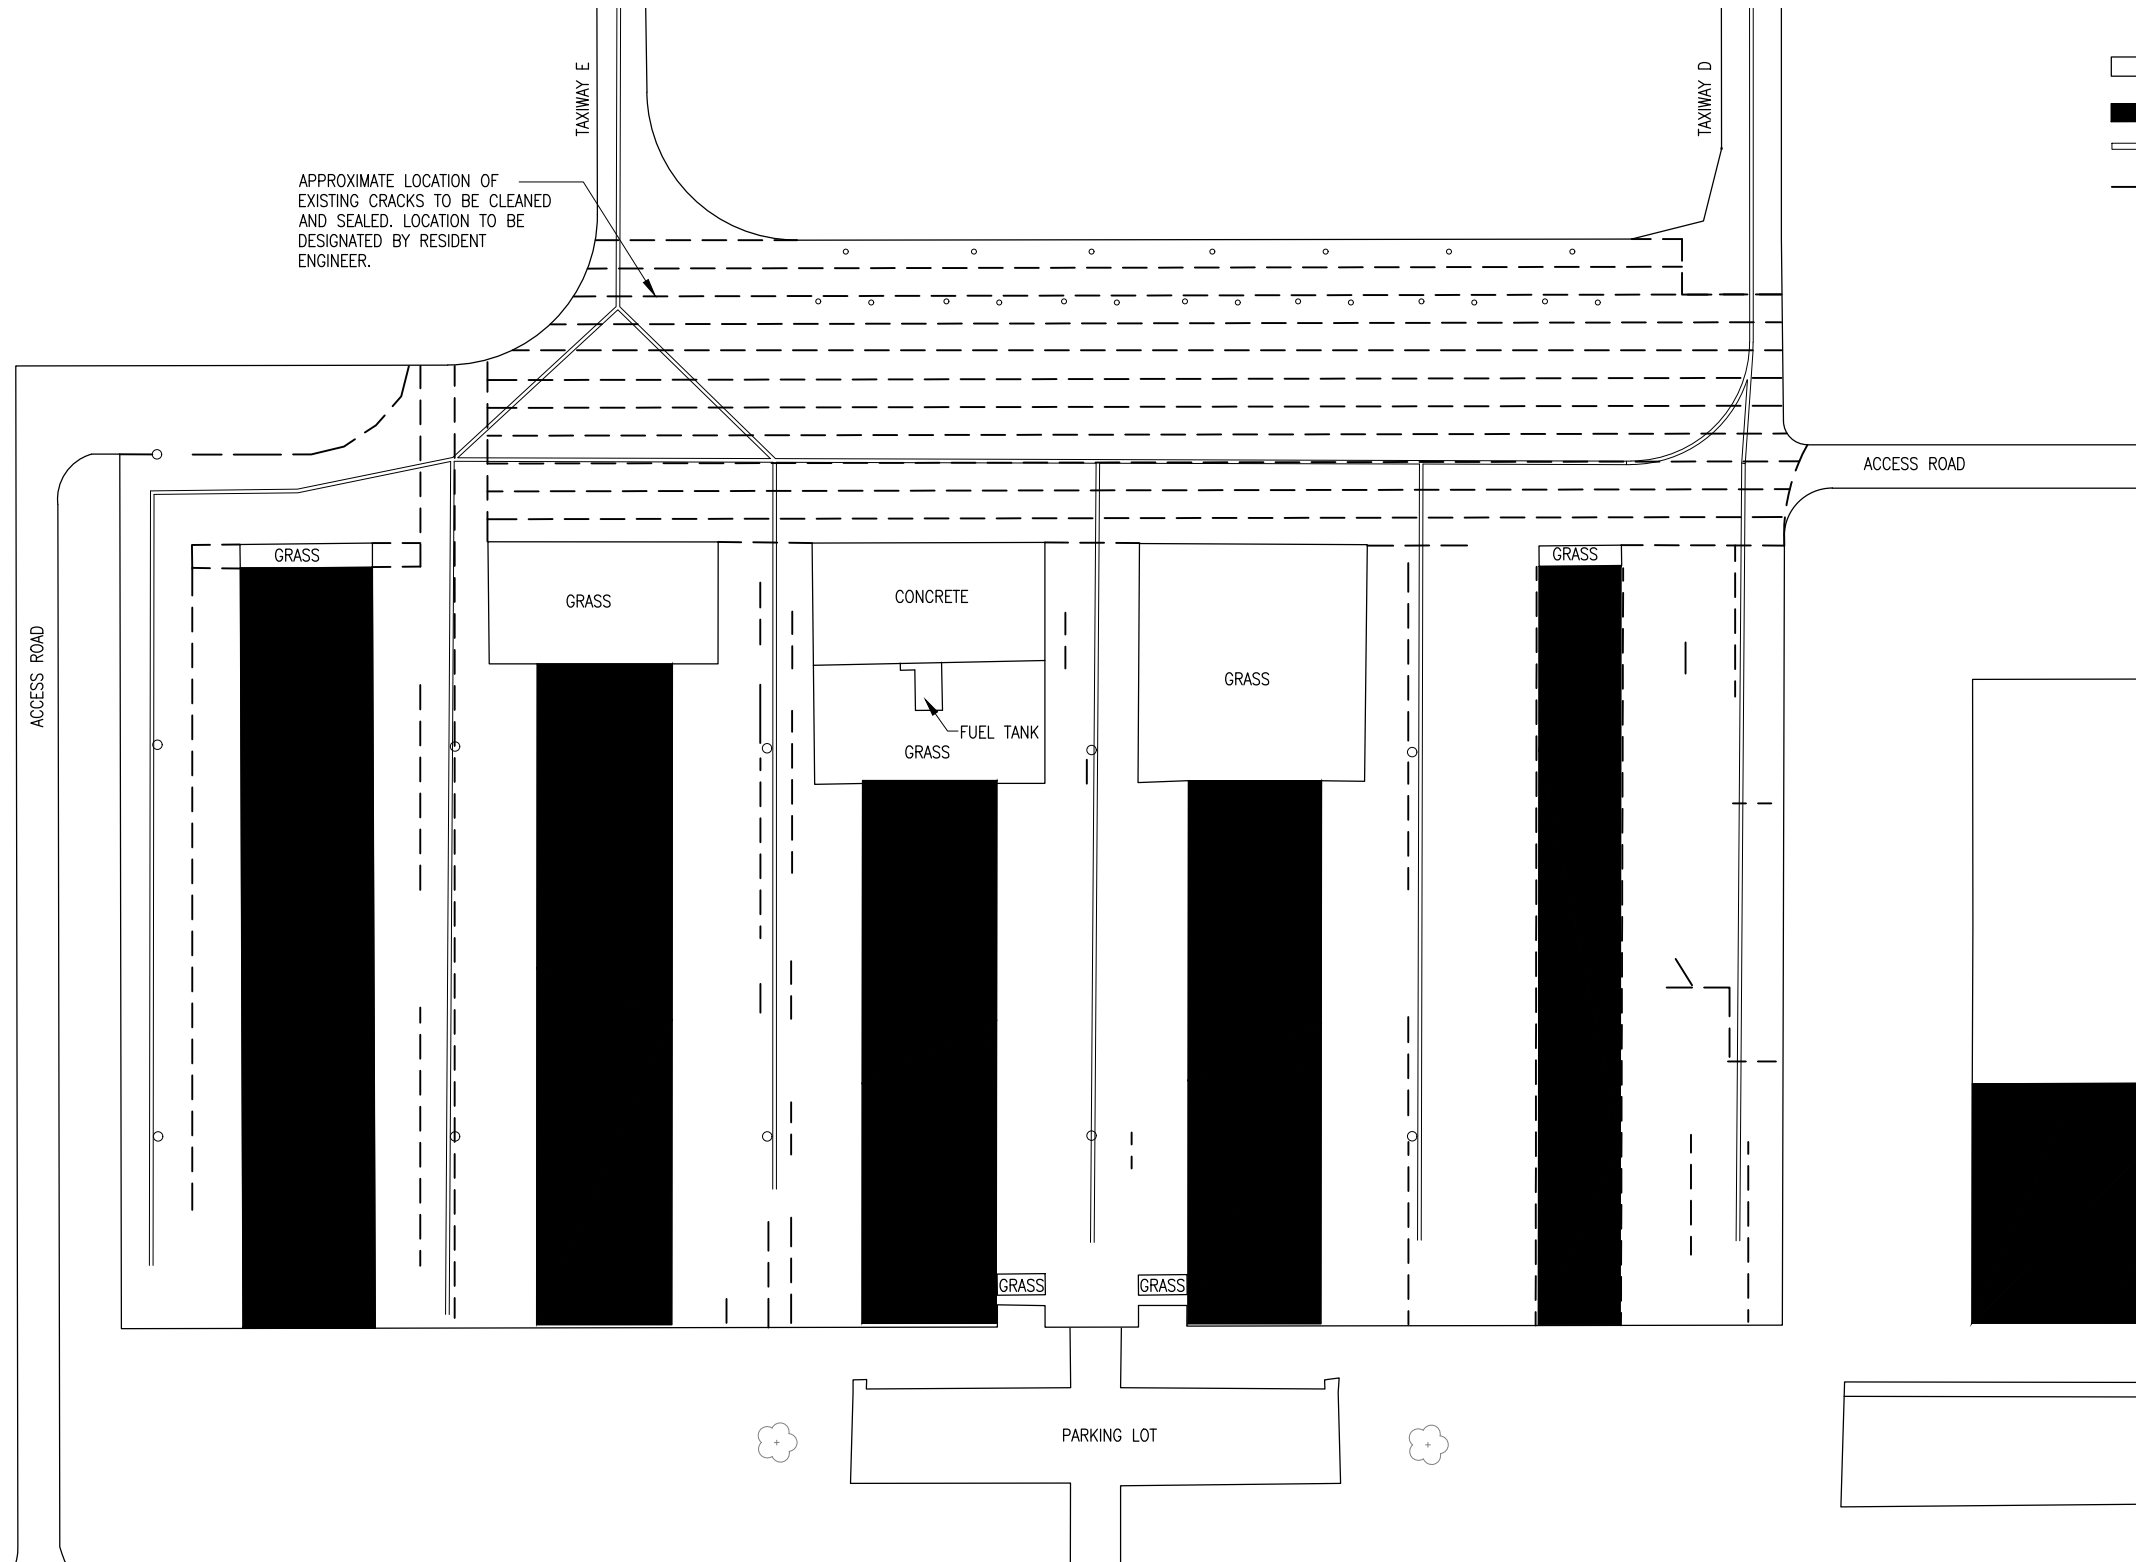 TAXIWAY E
TAXIWAY D
APPROXIMATE LOCATION OF
EXISTING CRACKS TO BE CLEANED
AND SEALED. LOCATION TO BE
DESIGNATED BY RESIDENT
ENGINEER.
ACCESS ROAD
GRASS
GRASS
GRASS
CONCRETE
GRASS
ACCESS ROAD
FUEL TANK
GRASS
GRASS
GRASS
PARKING LOT